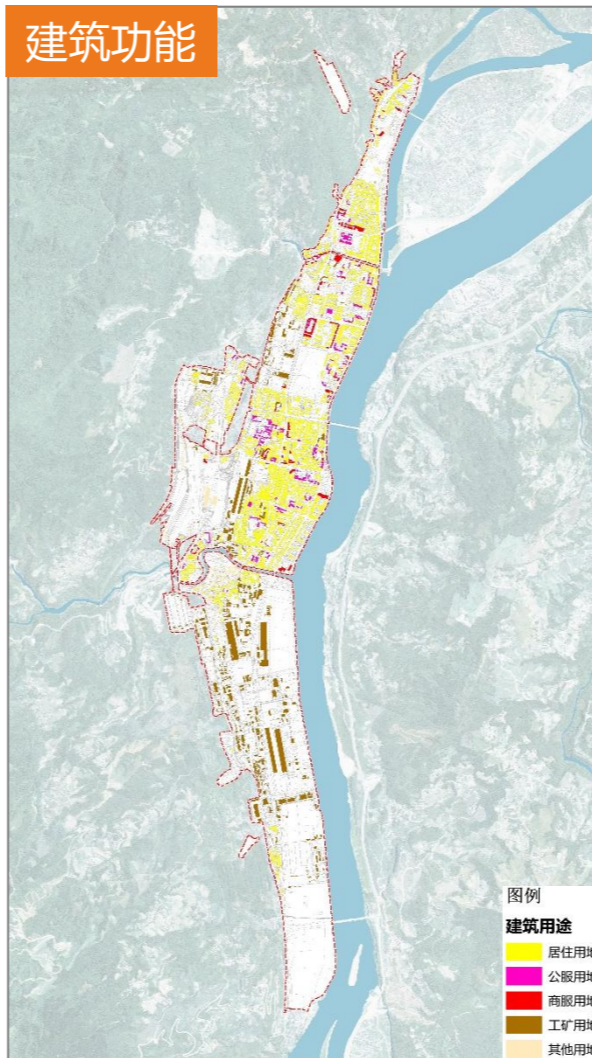 建筑功能
图例
建筑用途
居住用地
公服用地
商服用地
工矿用地
其他用地